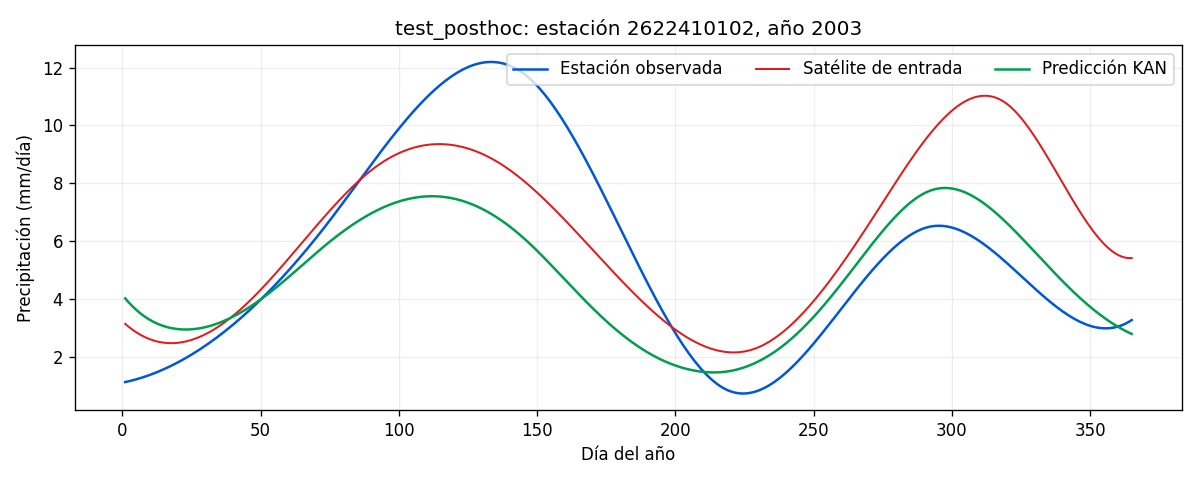 test_posthoc: estación 2622410102, año 2003
Estación observada
Satélite de entrada
Predicción KAN
Precipitación (mm/día)
12
10
8
6
4
2
0
50
100
150
200
250
300
350
Día del año